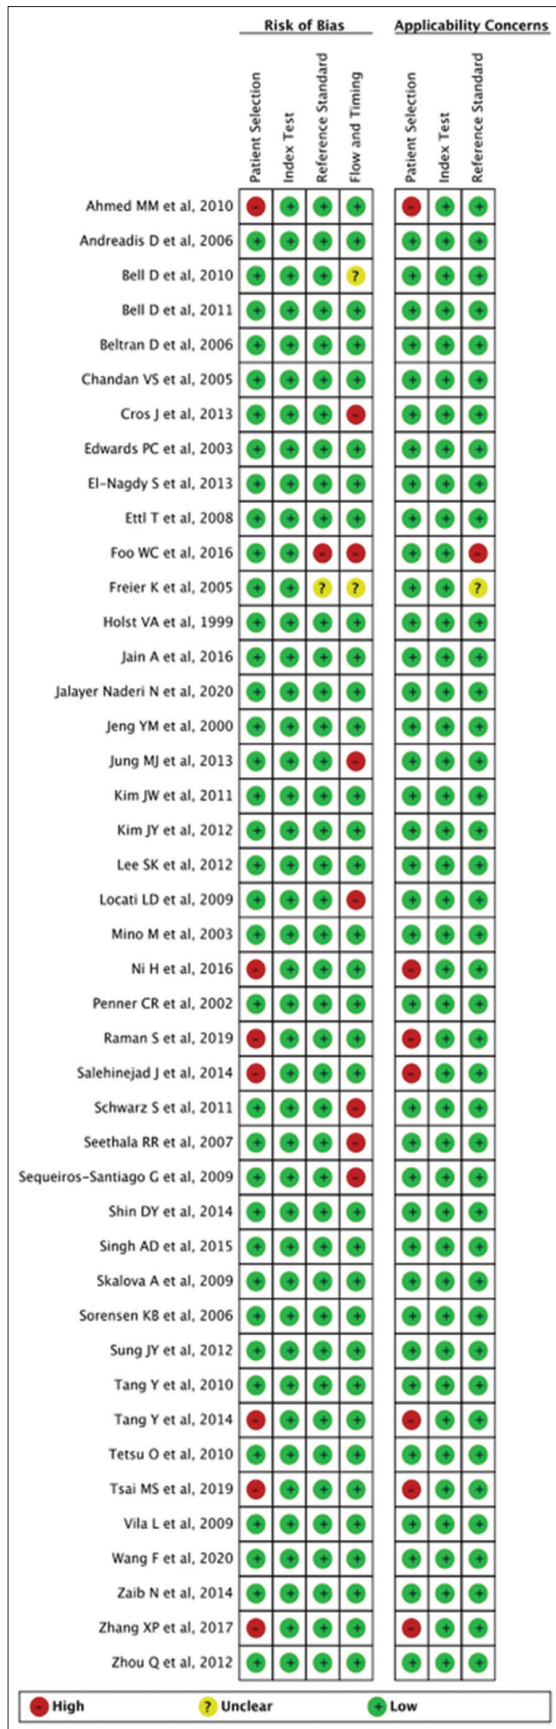 Risk of Bias
Applicability Concerns
Patient Selection
Index Test
Reference Standard
Flow and Timing
Patient Selection
Index Test
Reference Standard
Ahmed MM et al, 2010 - + + + - + +
Andreadis D et al, 2006 + + + + + + +
Bell D et al, 2010 + + + ? + + +
Bell D et al, 2011 + + + + + + +
Beltran D et al, 2006 + + + + + + +
Chandan VS et al, 2005 + + + + + + +
Cros J et al, 2013 + + + - + + +
Edwards PC et al, 2003 + + + + + + +
El-Nagdy S et al, 2013 + + + + + + +
Ettl T et al, 2008 + + + + + + +
Foo WC et al, 2016 + + - - + + -
Freier K et al, 2005 + + ? ? + + ?
Holst VA et al, 1999 + + + + + + +
Jain A et al, 2016 + + + + + + +
Jalayer Naderi N et al, 2020 + + + + + + +
Jeng YM et al, 2000 + + + + + + +
Jung MJ et al, 2013 + + + - + + +
Kim JW et al, 2011 + + + + + + +
Kim JY et al, 2012 + + + + + + +
Lee SK et al, 2012 + + + + + + +
Locati LD et al, 2009 + + + - + + +
Mino M et al, 2003 + + + + + + +
Ni H et al, 2016 - + + + - + +
Penner CR et al, 2002 + + + + + + +
Raman S et al, 2019 - + + + - + +
Salehinejad J et al, 2014 - + + + - + +
Schwarz S et al, 2011 + + + - + + +
Seethala RR et al, 2007 + + + - + + +
Sequeiros-Santiago G et al, 2009 + + + - + + +
Shin DY et al, 2014 + + + + + + +
Singh AD et al, 2015 + + + + + + +
Skalova A et al, 2009 + + + + + + +
Sorensen KB et al, 2006 + + + + + + +
Sung JY et al, 2012 + + + + + + +
Tang Y et al, 2010 + + + + + + +
Tang Y et al, 2014 - + + + - + +
Tetsu O et al, 2010 + + + + + + +
Tsai MS et al, 2019 - + + + - + +
Vila L et al, 2009 + + + + + + +
Wang F et al, 2020 + + + + + + +
Zaib N et al, 2014 + + + + + + +
Zhang XP et al, 2017 - + + + - + +
Zhou Q et al, 2012 + + + + + + +
- High ? Unclear + Low